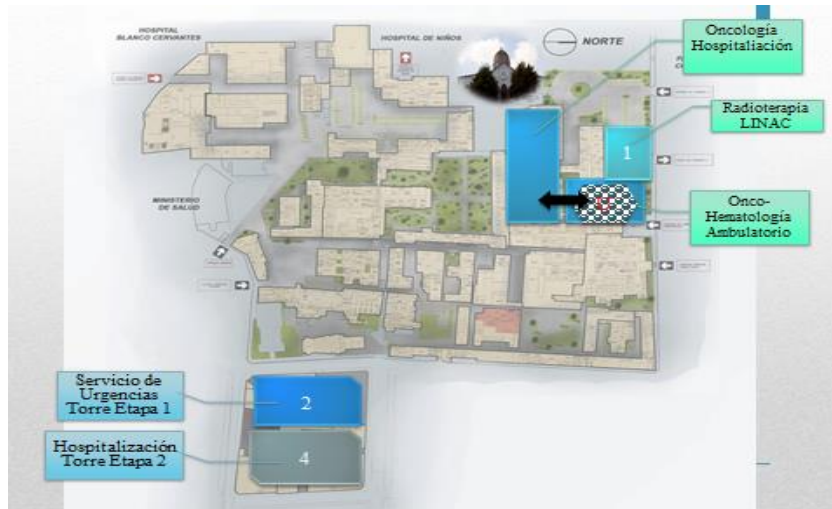 HOSPITAL
BLANCO CERVANTES
HOSPITAL DE NIÑOS
NORTE
Oncología
Hospitaliación
Radioterapia
LINAC
1
MINISTERIO
DE SALUD
Onco-
Hematología
Ambulatorio
Servicio de
Urgencias
Torre Etapa 1
2
Hospitalización
Torre Etapa 2
4